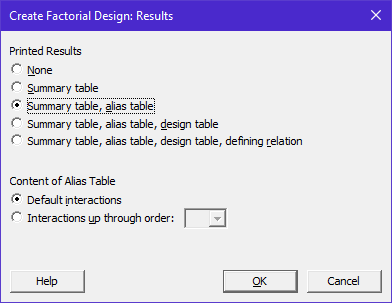 Create Factorial Design: Results
Printed Results
None
Summary table
Summary table, alias table
Summary table, alias table, design table
Summary table, alias table, design table, defining relation
Content of Alias Table
Default interactions
Interactions up through order:
Help OK Cancel